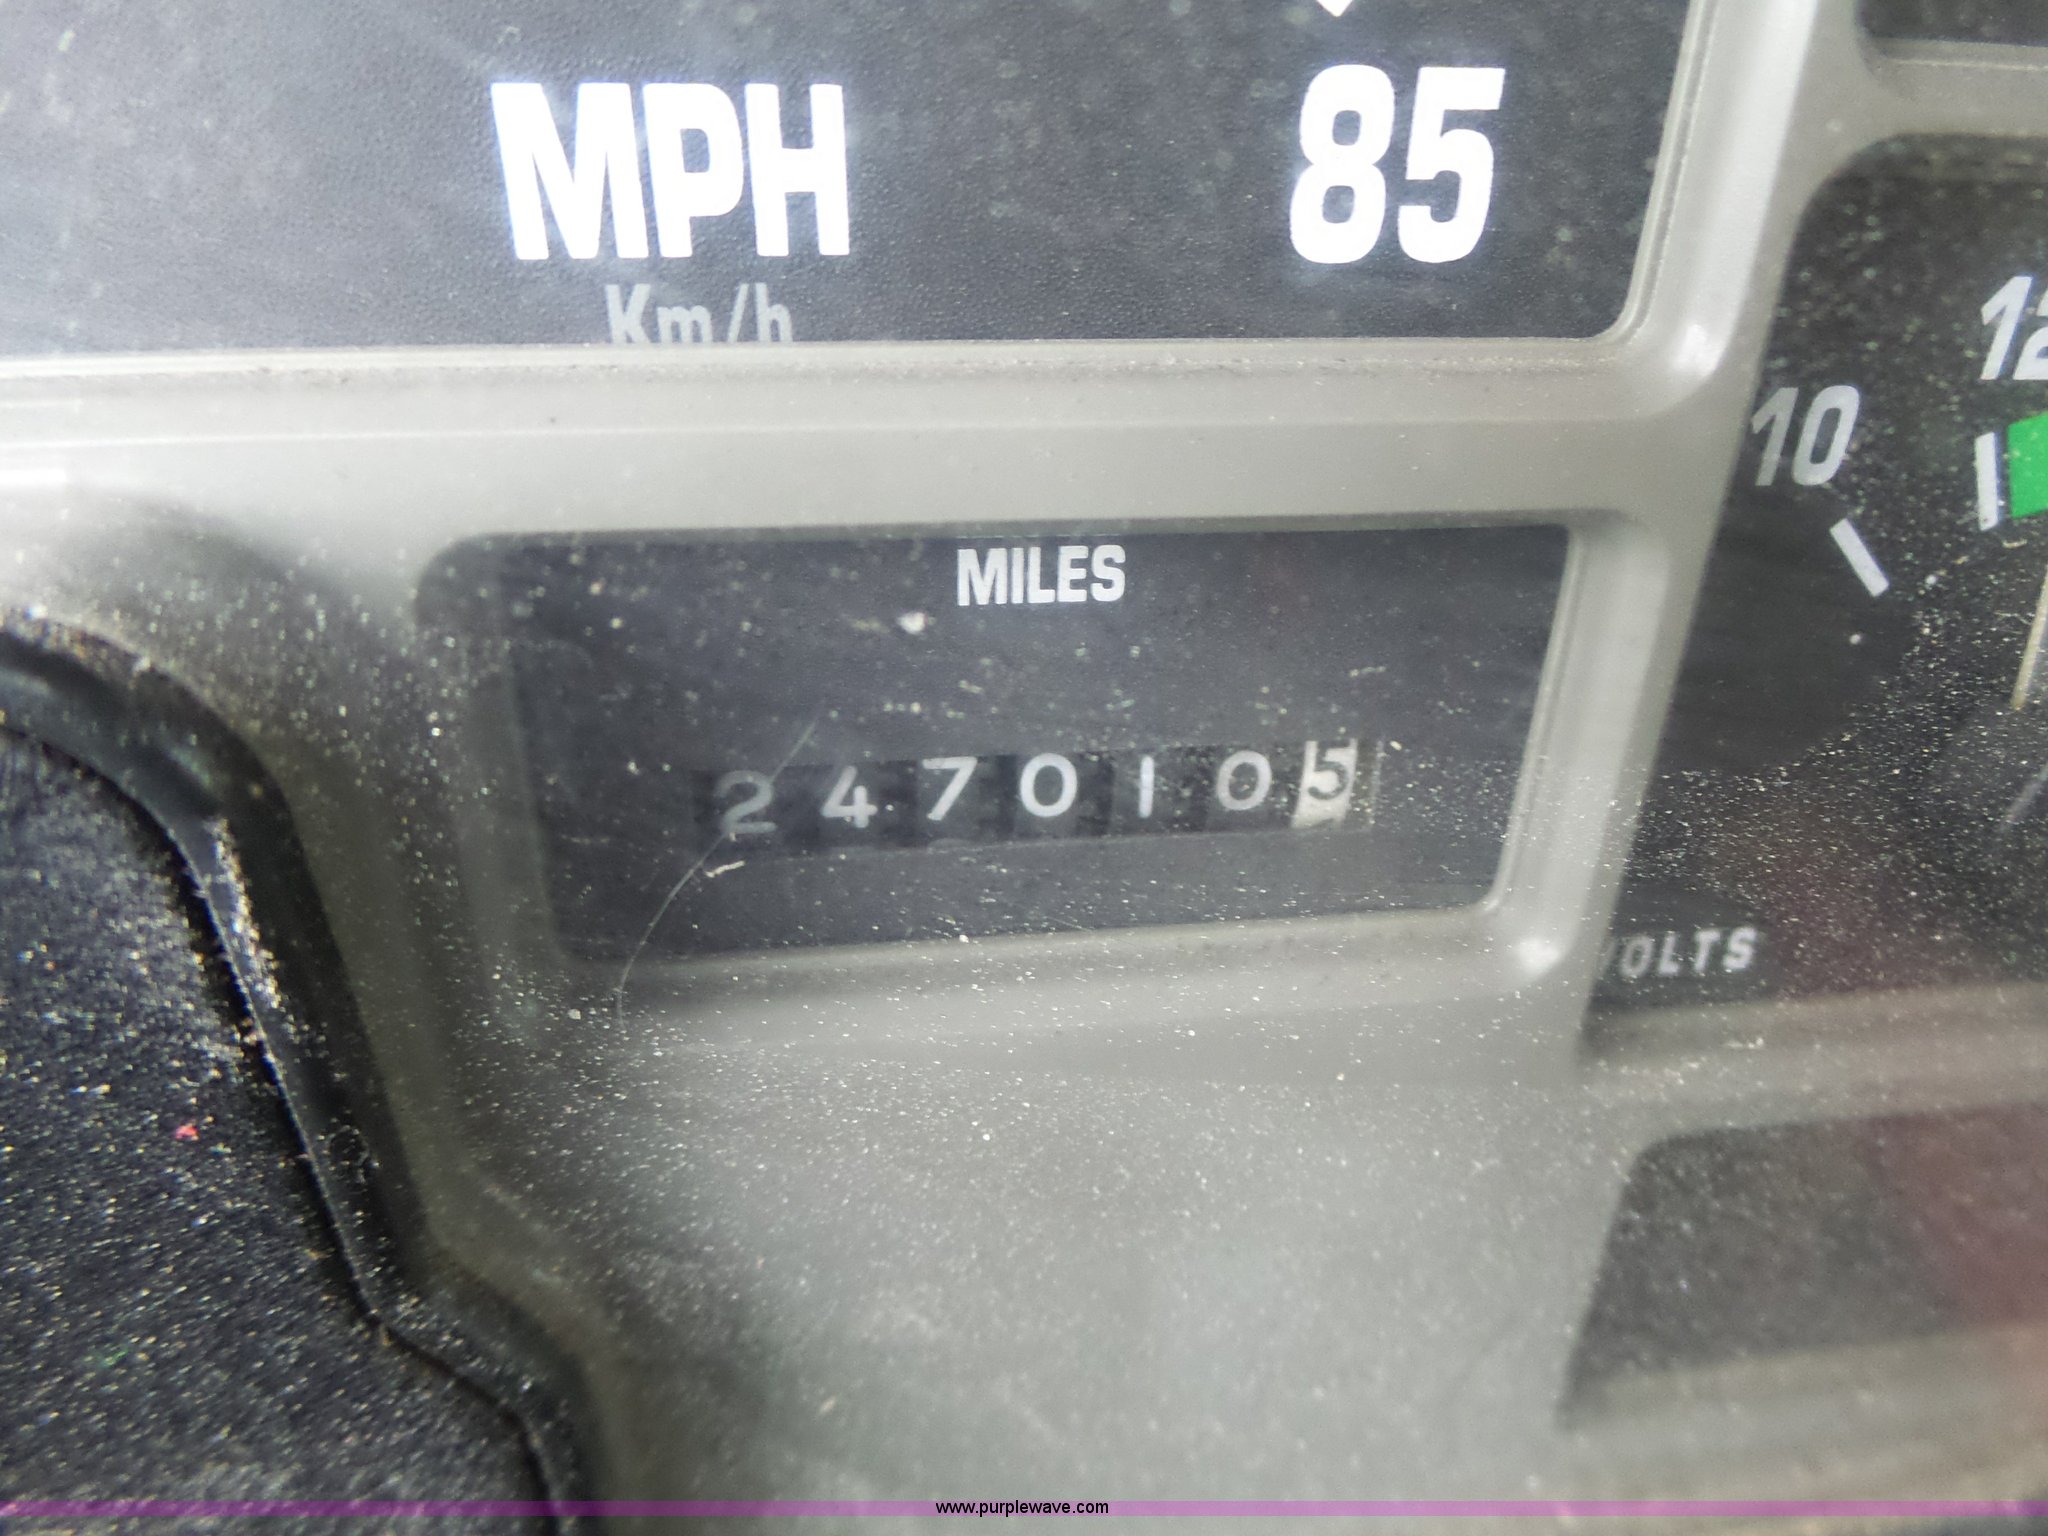 MPH 85
Km/h
12
10
MILES
2470105
VOLTS
www.purplewave.com